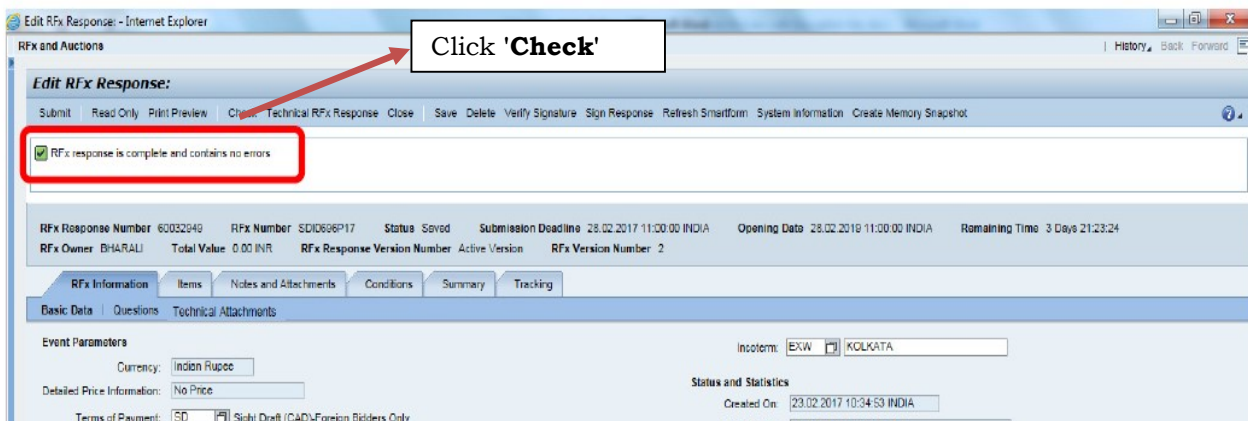 Edit RFx Response: - Internet Explorer
Click 'Check'
RFx and Auctions
History Back Forward
Edit RFx Response:
Submit Read Only Print Preview Technical RFx Response Close Save Delete Verify Signature Sign Response Refresh Smartform System Information Create Memory Snapshot
RFx response is complete and contains no errors
RFx Response Number 60032949 RFx Number SDID696P17 Status Saved Submission Deadline 28.02.2017 11:00:00 INDIA Opening Date 28.02.2019 11:00:00 INDIA Remaining Time 3 Days 21:23:24
RFx Owner BHARALI Total Value 0.00 INR RFx Response Version Number Active Version RFx Version Number 2
RFx Information Items Notes and Attachments Conditions Summary Tracking
Basic Data Questions Technical Attachments
Event Parameters
Incoterm: EXW KOLKATA
Currency: Indian Rupee
Status and Statistics
Detailed Price Information: No Price
Created On: 23.02.2017 10:34:53 INDIA
Terms of Payment: SD Sight Draft (CAD)-Foreign Bidders Only